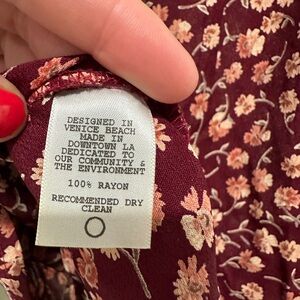 DESIGNED IN
VENICE BEACH
MADE IN
DOWNTOWN LA
DEDICATED TO
OUR COMMUNITY &
THE ENVIRONMENT
100% RAYON
RECOMMENDED DRY
CLEAN